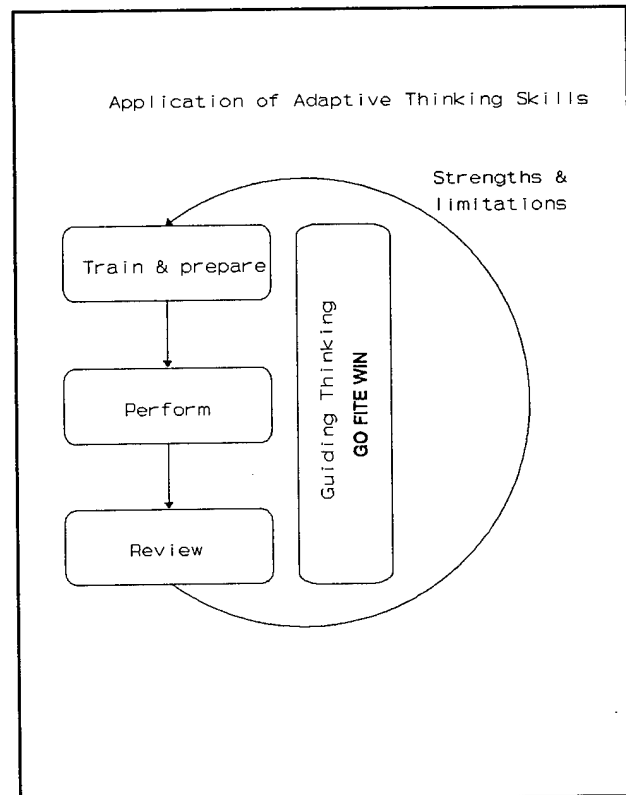 Application of Adaptive Thinking Skills
Strengths &
limitations
Train & prepare
Perform
Review
Guiding Thinking
GO FITE WIN